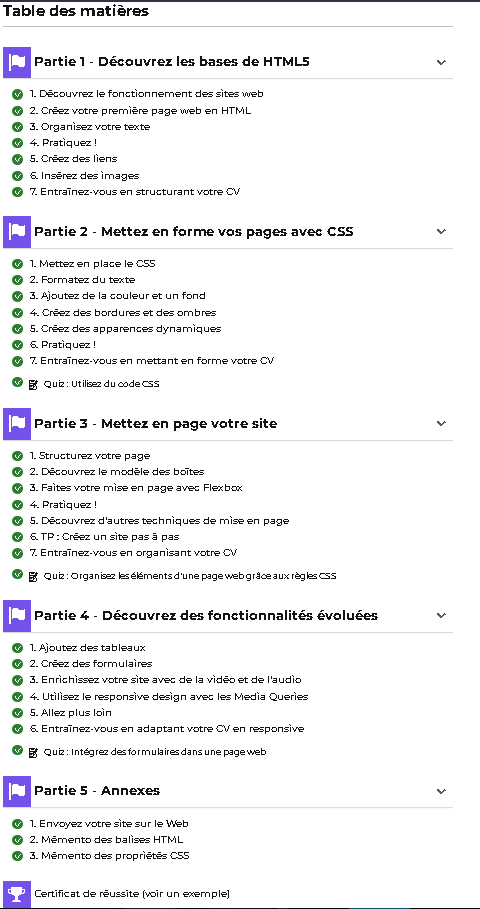 Table des matières
Partie 1 - Découvrez les bases de HTML5
1. Découvrez le fonctionnement des sites web
2. Créez votre première page web en HTML
3. Organisez votre texte
4. Pratiquez !
5. Créez des liens
6. Insérez des images
7. Entraînez-vous en structurant votre CV
Partie 2 - Mettez en forme vos pages avec CSS
1. Mettez en place le CSS
2. Formatez du texte
3. Ajoutez de la couleur et un fond
4. Créez des bordures et des ombres
5. Créez des apparences dynamiques
6. Pratiquez !
7. Entraînez-vous en mettant en forme votre CV
Quiz : Utilisez du code CSS
Partie 3 - Mettez en page votre site
1. Structurez votre page
2. Découvrez le modèle des boîtes
3. Faites votre mise en page avec Flexbox
4. Pratiquez !
5. Découvrez d'autres techniques de mise en page
6. TP : Créez un site pas à pas
7. Entraînez-vous en organisant votre CV
Quiz : Organisez les éléments d'une page web grâce aux règles CSS
Partie 4 - Découvrez des fonctionnalités évoluées
1. Ajoutez des tableaux
2. Créez des formulaires
3. Enrichissez votre site avec de la vidéo et de l'audio
4. Utilisez le responsive design avec les Media Queries
5. Allez plus loin
6. Entraînez-vous en adaptant votre CV en responsive
Quiz : Intégrez des formulaires dans une page web
Partie 5 - Annexes
1. Envoyez votre site sur le Web
2. Mémento des balises HTML
3. Mémento des propriétés CSS
Certificat de réussite (voir un exemple)